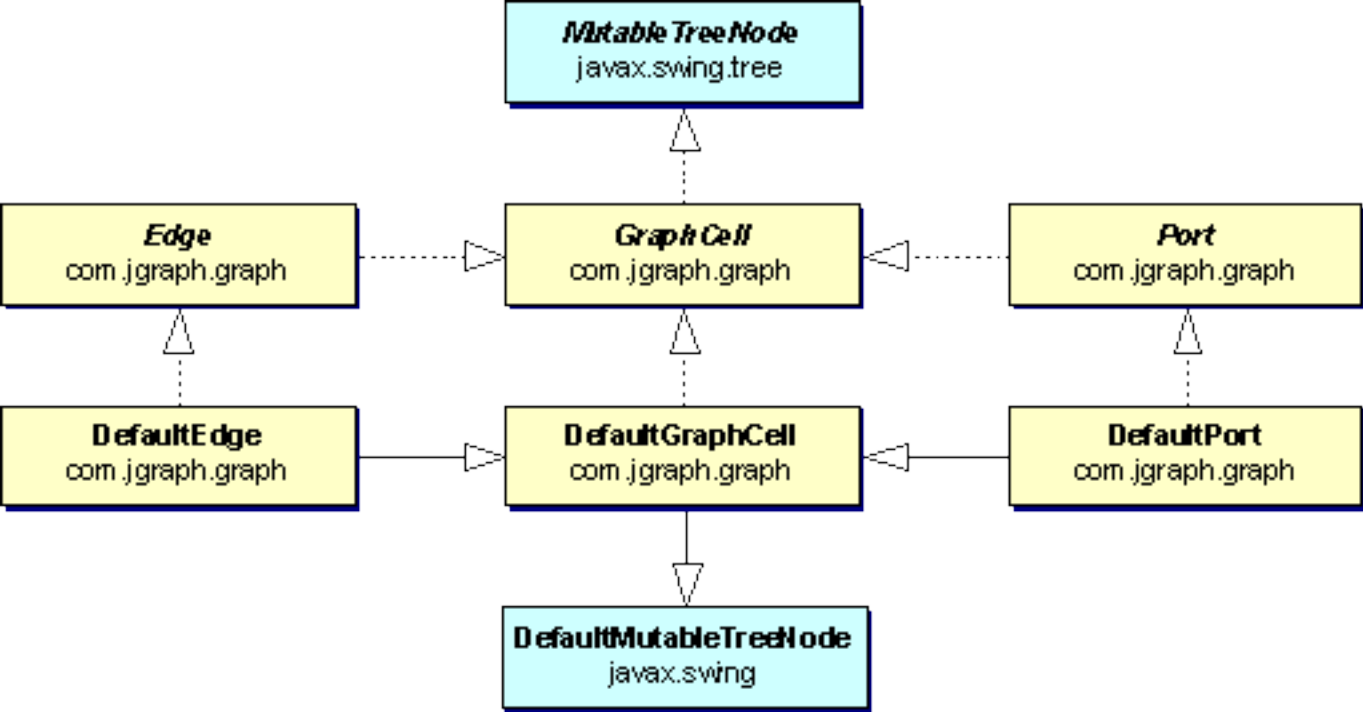 MutableTreeNode
javax.swing.tree
Edge
com.jgraph.graph
GraphCell
com.jgraph.graph
Port
com.jgraph.graph
DefaultEdge
com.jgraph.graph
DefaultGraphCell
com.jgraph.graph
DefaultPort
com.jgraph.graph
DefaultMutableTreeNode
javax.swing